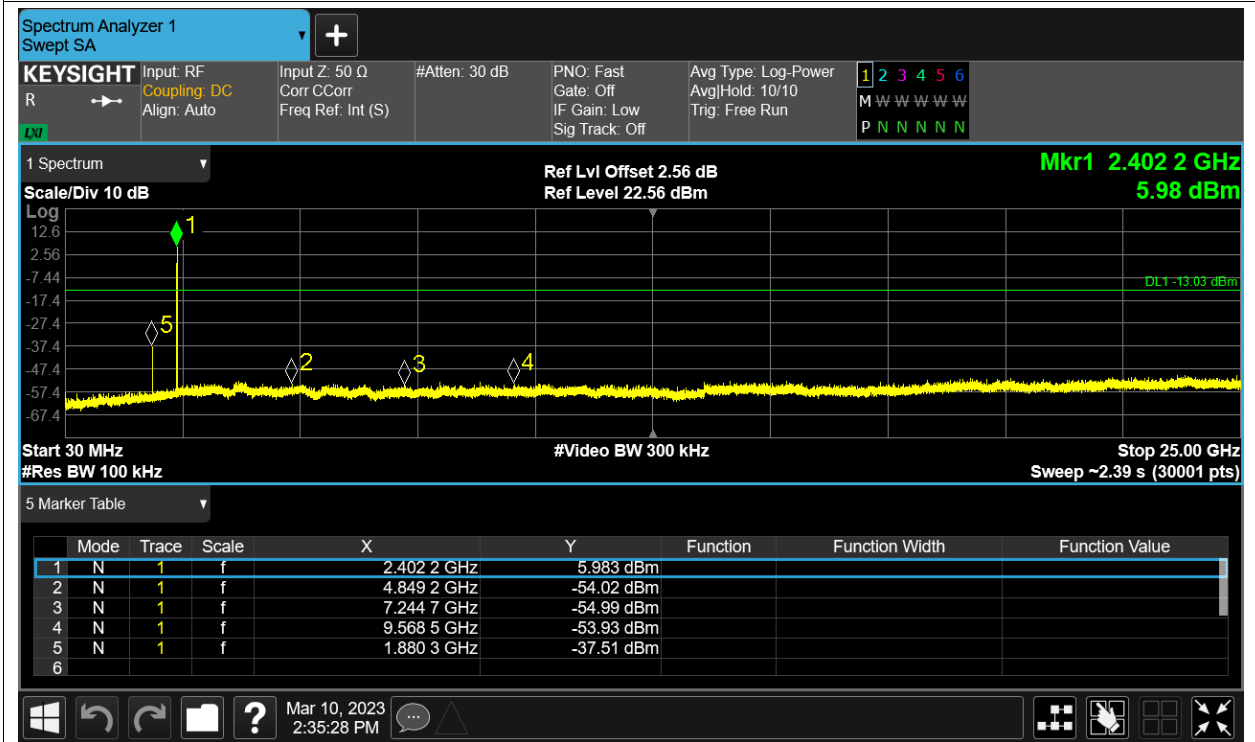 Spectrum Analyzer 1
Swept SA
+
KEYSIGHT
R
LXI
Input: RF
Coupling: DC
Align: Auto
Input Z: 50 Ω
Corr CCorr
Freq Ref: Int (S)
#Atten: 30 dB
PNO: Fast
Gate: Off
IF Gain: Low
Sig Track: Off
Avg Type: Log-Power
Avg|Hold: 10/10
Trig: Free Run
1 2 3 4 5 6
M W W W W W
P N N N N N
1 Spectrum
Scale/Div 10 dB
Ref Lvl Offset 2.56 dB
Ref Level 22.56 dBm
Mkr1 2.402 2 GHz
5.98 dBm
Log
12.6
2.56
-7.44
-17.4
-27.4
-37.4
-47.4
-57.4
-67.4
1
5
2
3
4
DL1 -13.03 dBm
Start 30 MHz
#Res BW 100 kHz
#Video BW 300 kHz
Stop 25.00 GHz
Sweep ~2.39 s (30001 pts)
5 Marker Table
Mode Trace Scale X Y Function Function Width Function Value
1 N 1 f 2.402 2 GHz 5.983 dBm
2 N 1 f 4.849 2 GHz -54.02 dBm
3 N 1 f 7.244 7 GHz -54.99 dBm
4 N 1 f 9.568 5 GHz -53.93 dBm
5 N 1 f 1.880 3 GHz -37.51 dBm
6
?
Mar 10, 2023
2:35:28 PM